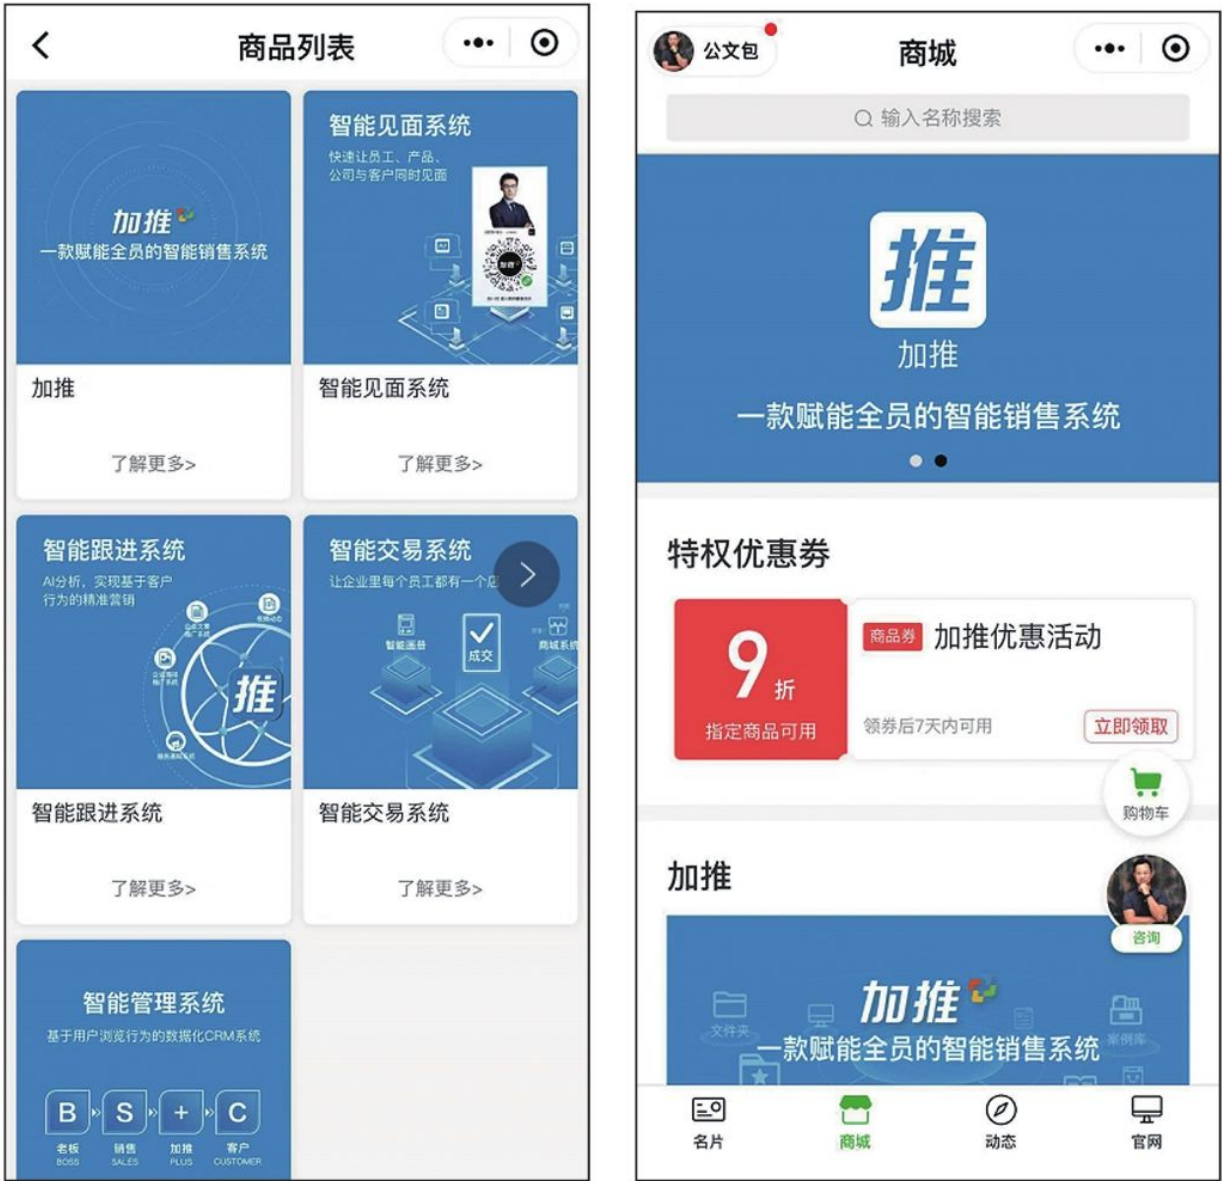 商品列表
加推
一款赋能全员的智能销售系统
加推
了解更多>
智能见面系统
快速让员工、产品、
公司与客户同时见面
智能见面系统
了解更多>
智能跟进系统
AI分析，实现基于客户
行为的精准营销
推
智能跟进系统
了解更多>
智能交易系统
让企业里每个员工都有一个店
智能画册
成交
商城系统
智能交易系统
了解更多>
智能管理系统
基于用户浏览行为的数据化CRM系统
B S + C
老板 销售 加推 客户
BOSS SALES PLUS CUSTOMER
公文包
商城
输入名称搜索
推
加推
一款赋能全员的智能销售系统
特权优惠劵
9折
指定商品可用
商品券 加推优惠活动
领券后7天内可用
立即领取
购物车
加推
咨询
加推
文件夹
案例库
一款赋能全员的智能销售系统
名片 商城 动态 官网